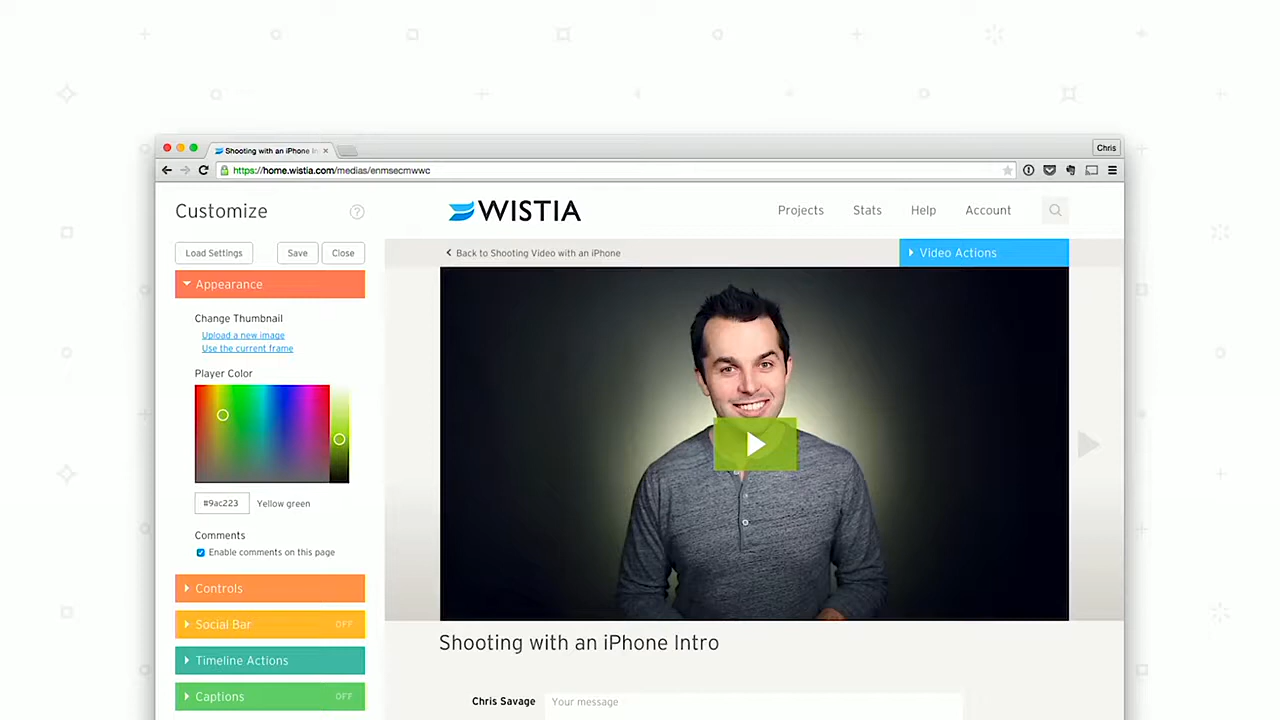 Shooting with an iPhone In
Chris
https://home.wistia.com/medias/enmsecmwwc
Customize
?
WISTIA
Projects
Stats
Help
Account
Load Settings
Save
Close
Back to Shooting Video with an iPhone
Video Actions
Appearance
Change Thumbnail
Upload a new image
Use the current frame
Player Color
#9ac223
Yellow green
Comments
Enable comments on this page
Controls
Social Bar
OFF
Timeline Actions
Captions
OFF
Shooting with an iPhone Intro
Chris Savage
Your message